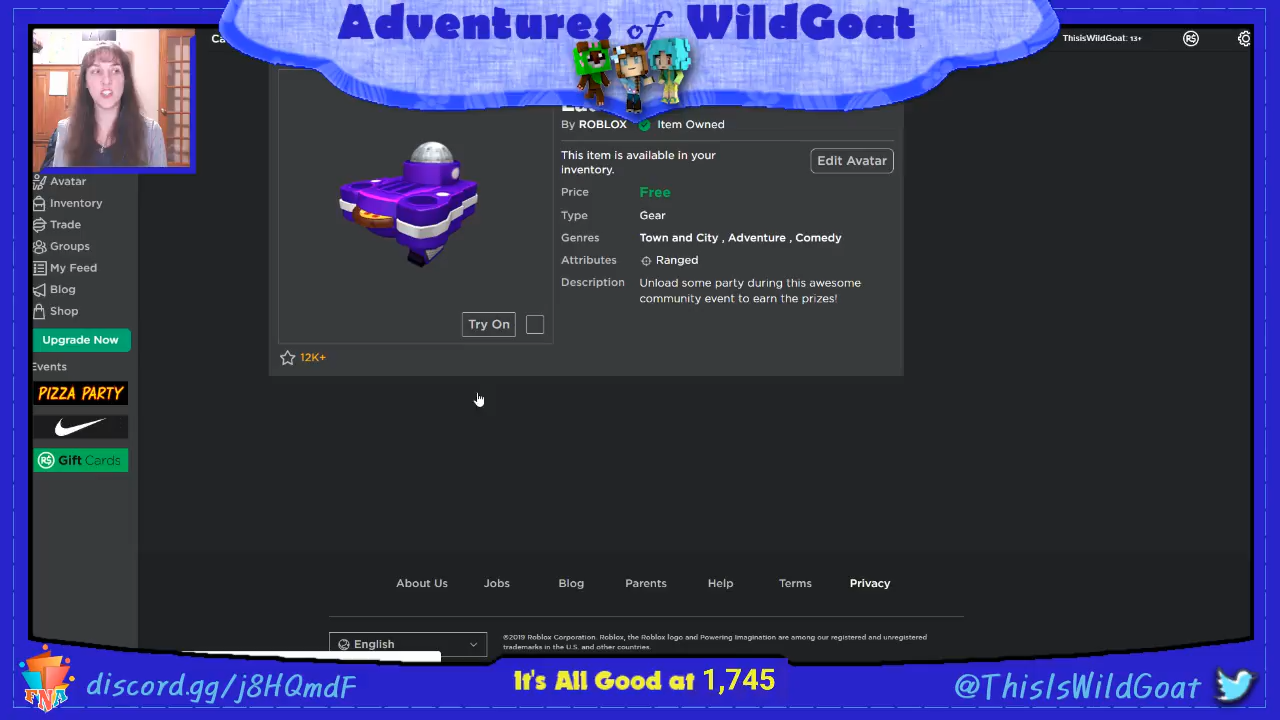 Adventures of WildGoat
ThisisWildGoat: 13+
By ROBLOX Item Owned
This item is available in your
inventory.
Edit Avatar
Price Free
Type Gear
Genres Town and City , Adventure , Comedy
Attributes Ranged
Description Unload some party during this awesome
community event to earn the prizes!
Try On
12K+
Avatar
Inventory
Trade
Groups
My Feed
Blog
Shop
Upgrade Now
Events
PIZZA PARTY
Gift Cards
About Us Jobs Blog Parents Help Terms Privacy
English
©2019 Roblox Corporation. Roblox, the Roblox logo and Powering Imagination are among our registered and unregistered
trademarks in the U.S. and other countries.
FNA
discord.gg/j8HQmdF
It's All Good at 1,745
@ThisIsWildGoat